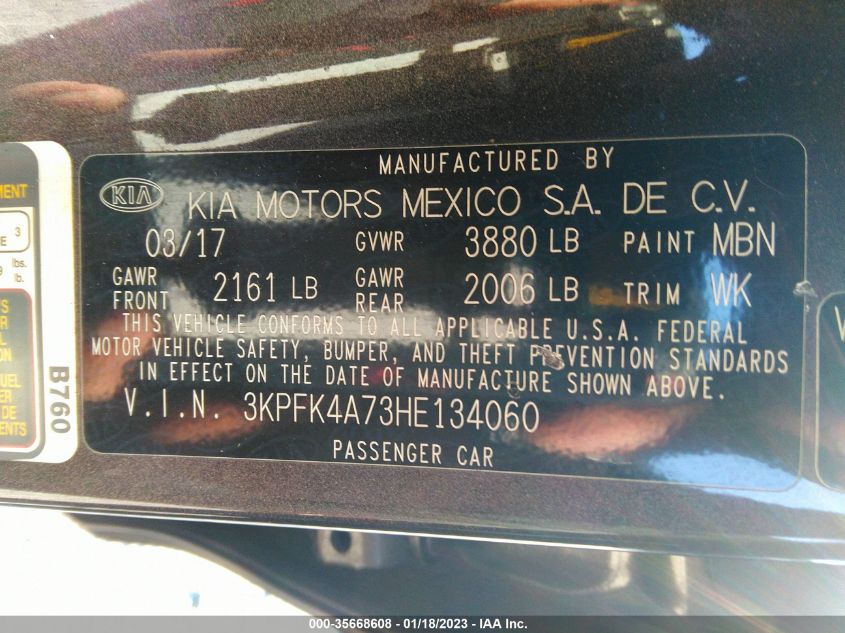 MANUFACTURED BY
KIA KIA MOTORS MEXICO S.A. DE C.V.
03/17 GVWR 3880 LB PAINT MBN
GAWR FRONT 2161 LB GAWR REAR 2006 LB TRIM WK
THIS VEHICLE CONFORMS TO ALL APPLICABLE U.S.A. FEDERAL
MOTOR VEHICLE SAFETY, BUMPER, AND THEFT PREVENTION STANDARDS
IN EFFECT ON THE DATE OF MANUFACTURE SHOWN ABOVE.
V.I.N. 3KPFK4A73HE134060
PASSENGER CAR
B760
3
lbs.
lb.
000-35668608 - 01/18/2023 - IAA Inc.